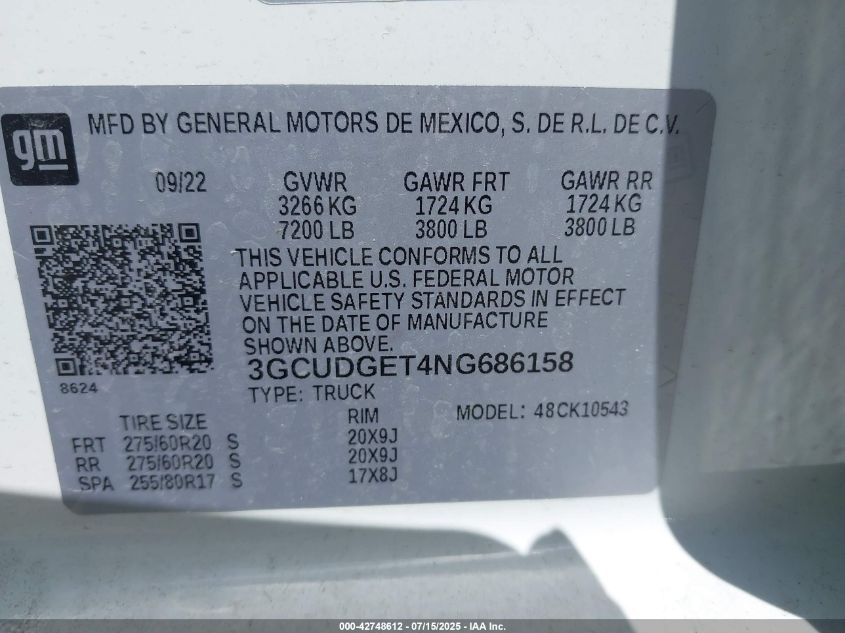 gm
MFD BY GENERAL MOTORS DE MEXICO, S. DE R.L. DE C.V.
09/22 GVWR GAWR FRT GAWR RR
3266 KG 1724 KG 1724 KG
7200 LB 3800 LB 3800 LB
THIS VEHICLE CONFORMS TO ALL
APPLICABLE U.S. FEDERAL MOTOR
VEHICLE SAFETY STANDARDS IN EFFECT
ON THE DATE OF MANUFACTURE
SHOWN ABOVE.
3GCUDGET4NG686158
8624
TYPE: TRUCK
TIRE SIZE RIM MODEL: 48CK10543
FRT 275/60R20 S 20X9J
RR 275/60R20 S 20X9J
SPA 255/80R17 S 17X8J
000-42748612 - 07/15/2025 - IAA Inc.